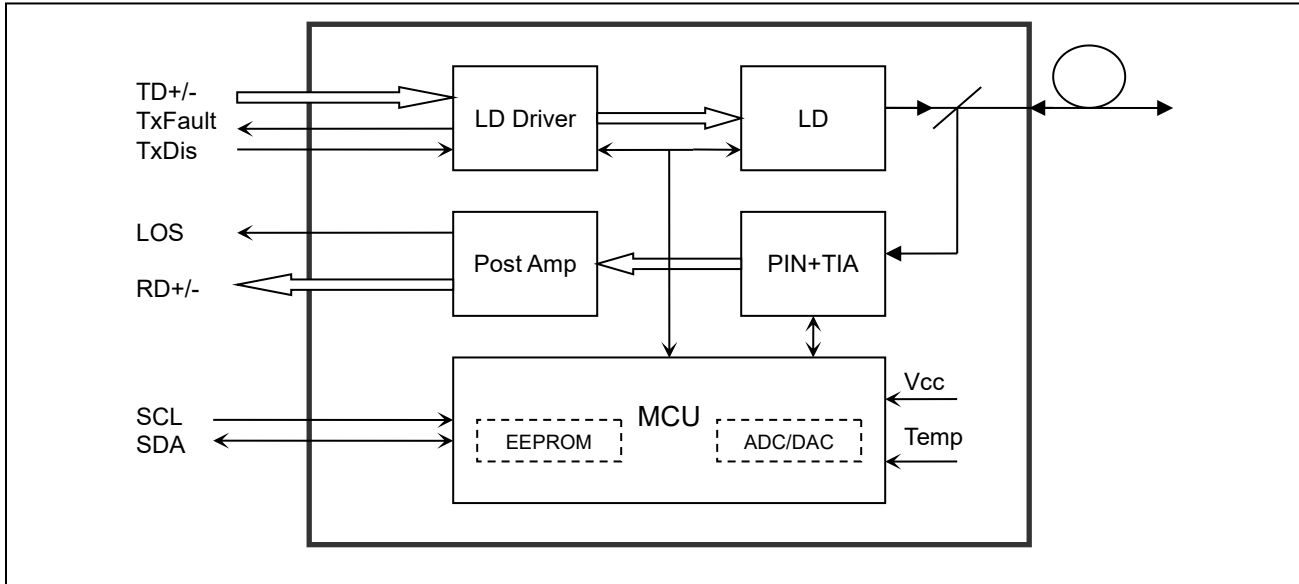 TD+/-
TxFault
TxDis
LD Driver
LD
LOS
RD+/-
Post Amp
PIN+TIA
SCL
SDA
MCU
EEPROM
ADC/DAC
Vcc
Temp